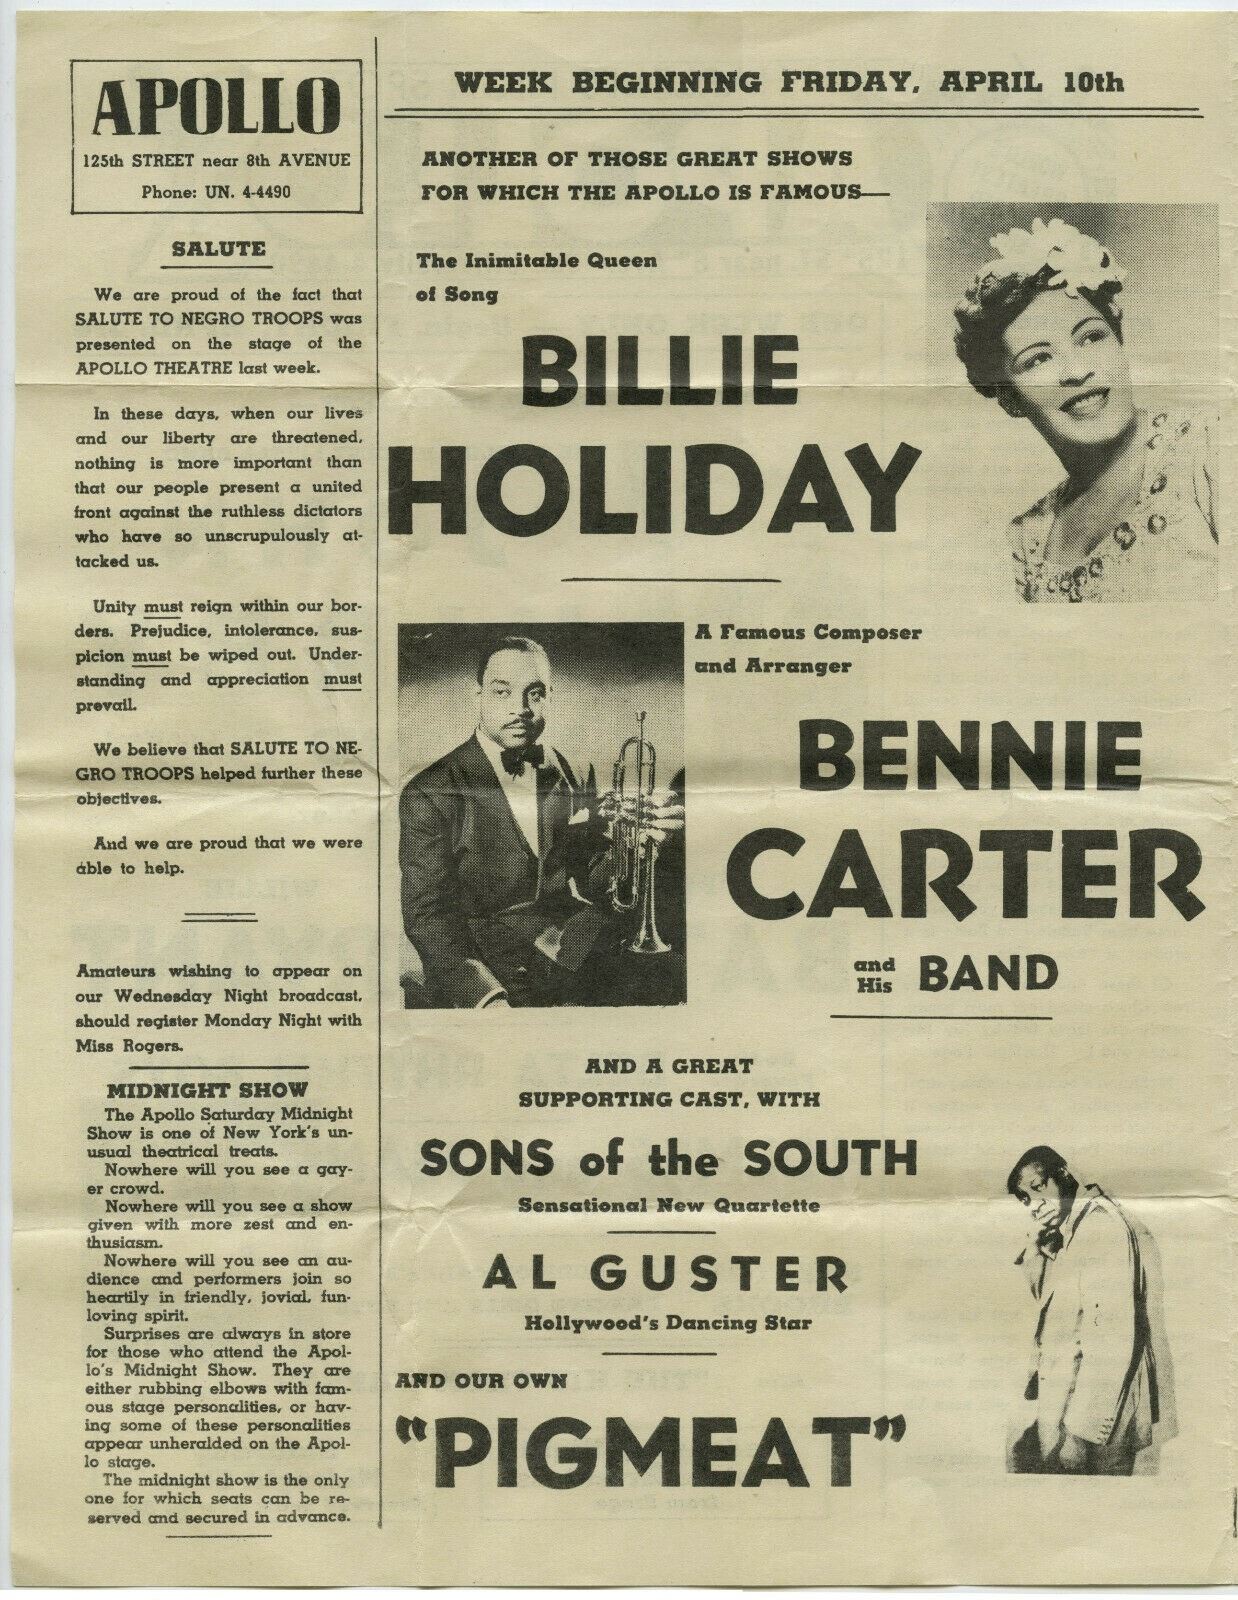 APOLLO
125th STREET near 8th AVENUE
Phone: UN. 4-4490
SALUTE
We are proud of the fact that
SALUTE TO NEGRO TROOPS was
presented on the stage of the
APOLLO THEATRE last week.
In these days, when our lives
and our liberty are threatened,
nothing is more important than
that our people present a united
front against the ruthless dictators
who have so unscrupulously at-
tacked us.
Unity must reign within our bor-
ders. Prejudice, intolerance, sus-
picion must be wiped out. Under-
standing and appreciation must
prevail.
We believe that SALUTE TO NE-
GRO TROOPS helped further these
objectives.
And we are proud that we were
able to help.
Amateurs wishing to appear on
our Wednesday Night broadcast,
should register Monday Night with
Miss Rogers.
MIDNIGHT SHOW
The Apollo Saturday Midnight
Show is one of New York's un-
usual theatrical treats.
Nowhere will you see a gay-
er crowd.
Nowhere will you see a show
given with more zest and en-
thusiasm.
Nowhere will you see an au-
dience and performers join so
heartily in friendly, jovial, fun-
loving spirit.
Surprises are always in store
for those who attend the Apol-
lo's Midnight Show. They are
either rubbing elbows with fam-
ous stage personalities, or hav-
ing some of these personalities
appear unheralded on the Apol-
lo stage.
The midnight show is the only
one for which seats can be re-
served and secured in advance.
WEEK BEGINNING FRIDAY, APRIL 10th
ANOTHER OF THOSE GREAT SHOWS
FOR WHICH THE APOLLO IS FAMOUS—
The Inimitable Queen
of Song
BILLIE
HOLIDAY
A Famous Composer
and Arranger
BENNIE
CARTER
and His BAND
AND A GREAT
SUPPORTING CAST, WITH
SONS of the SOUTH
Sensational New Quartette
AL GUSTER
Hollywood's Dancing Star
AND OUR OWN
"PIGMEAT"